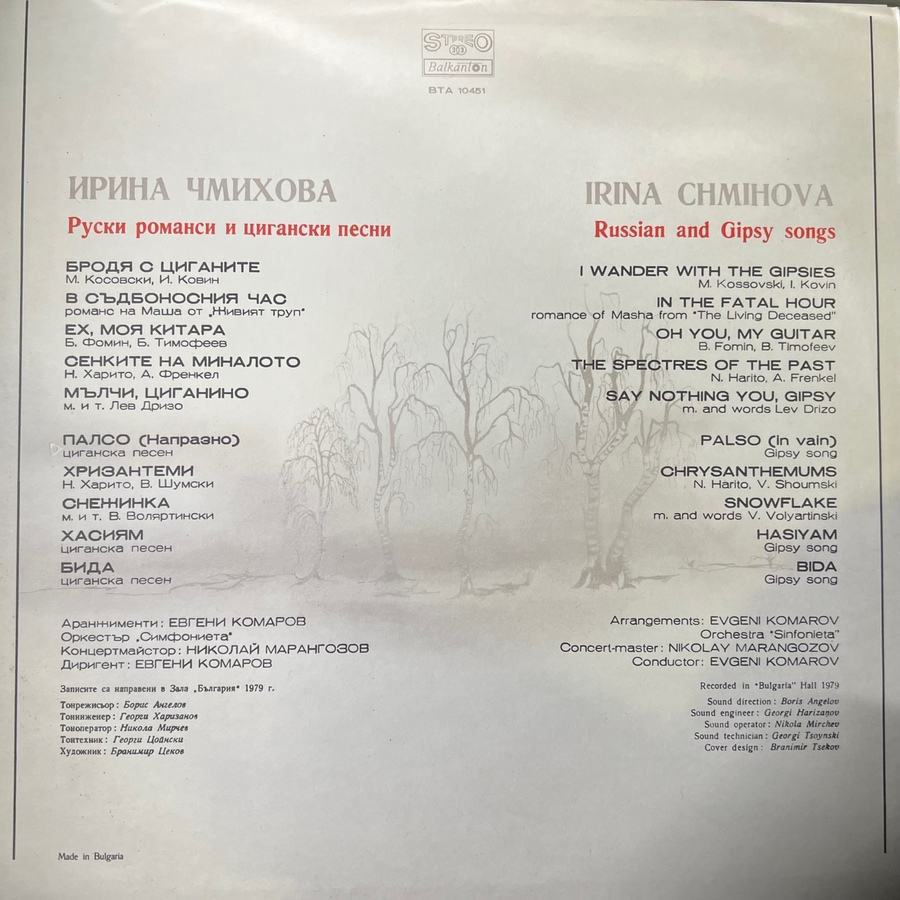 STEREO
303
Balkanton
BTA 10451
ИРИНА ЧМИХОВА
Руски романси и цигански песни
БРОДЯ С ЦИГАНИТЕ
М. Косовски, И. Ковин
В СЪДБОНОСНИЯ ЧАС
романс на Маша от „Живият труп“
ЕХ, МОЯ КИТАРА
Б. Фомин, Б. Тимофеев
СЕНКИТЕ НА МИНАЛОТО
Н. Харито, А. Френкел
МЪЛЧИ, ЦИГАНИНО
м. и т. Лев Дризо
ПАЛСО (Напразно)
циганска песен
ХРИЗАНТЕМИ
Н. Харито, В. Шумски
СНЕЖИНКА
м. и т. В. Воляртински
ХАСИЯМ
циганска песен
БИДА
циганска песен
Аранжименти: ЕВГЕНИ КОМАРОВ
Оркестър „Симфониета“
Концертмайстор: НИКОЛАЙ МАРАНГОЗОВ
Диригент: ЕВГЕНИ КОМАРОВ
Записите са направени в Зала „България“ 1979 г.
Тонрежисьор: Борис Ангелов
Тонинженер: Георги Харизанов
Тоноператор: Никола Мирчев
Тонтехник: Георги Цойнски
Художник: Бранимир Цеков
Made in Bulgaria
IRINA CHMIHOVA
Russian and Gipsy songs
I WANDER WITH THE GIPSIES
M. Kossovski, I. Kovin
IN THE FATAL HOUR
romance of Masha from "The Living Deceased"
OH YOU, MY GUITAR
B. Fomin, B. Timofeev
THE SPECTRES OF THE PAST
N. Harito, A. Frenkel
SAY NOTHING YOU, GIPSY
m. and words Lev Drizo
PALSO (in vain)
Gipsy song
CHRYSANTHEMUMS
N. Harito, V. Shoumski
SNOWFLAKE
m. and words V. Volyartinski
HASIYAM
Gipsy song
BIDA
Gipsy song
Arrangements: EVGENI KOMAROV
Orchestra "Sinfonieta"
Concert-master: NIKOLAY MARANGOZOV
Conductor: EVGENI KOMAROV
Recorded in "Bulgaria" Hall 1979
Sound direction: Boris Angelov
Sound engineer: Georgi Harizanov
Sound operator: Nikola Mirchev
Sound technician: Georgi Tsoynski
Cover design: Branimir Tsekov